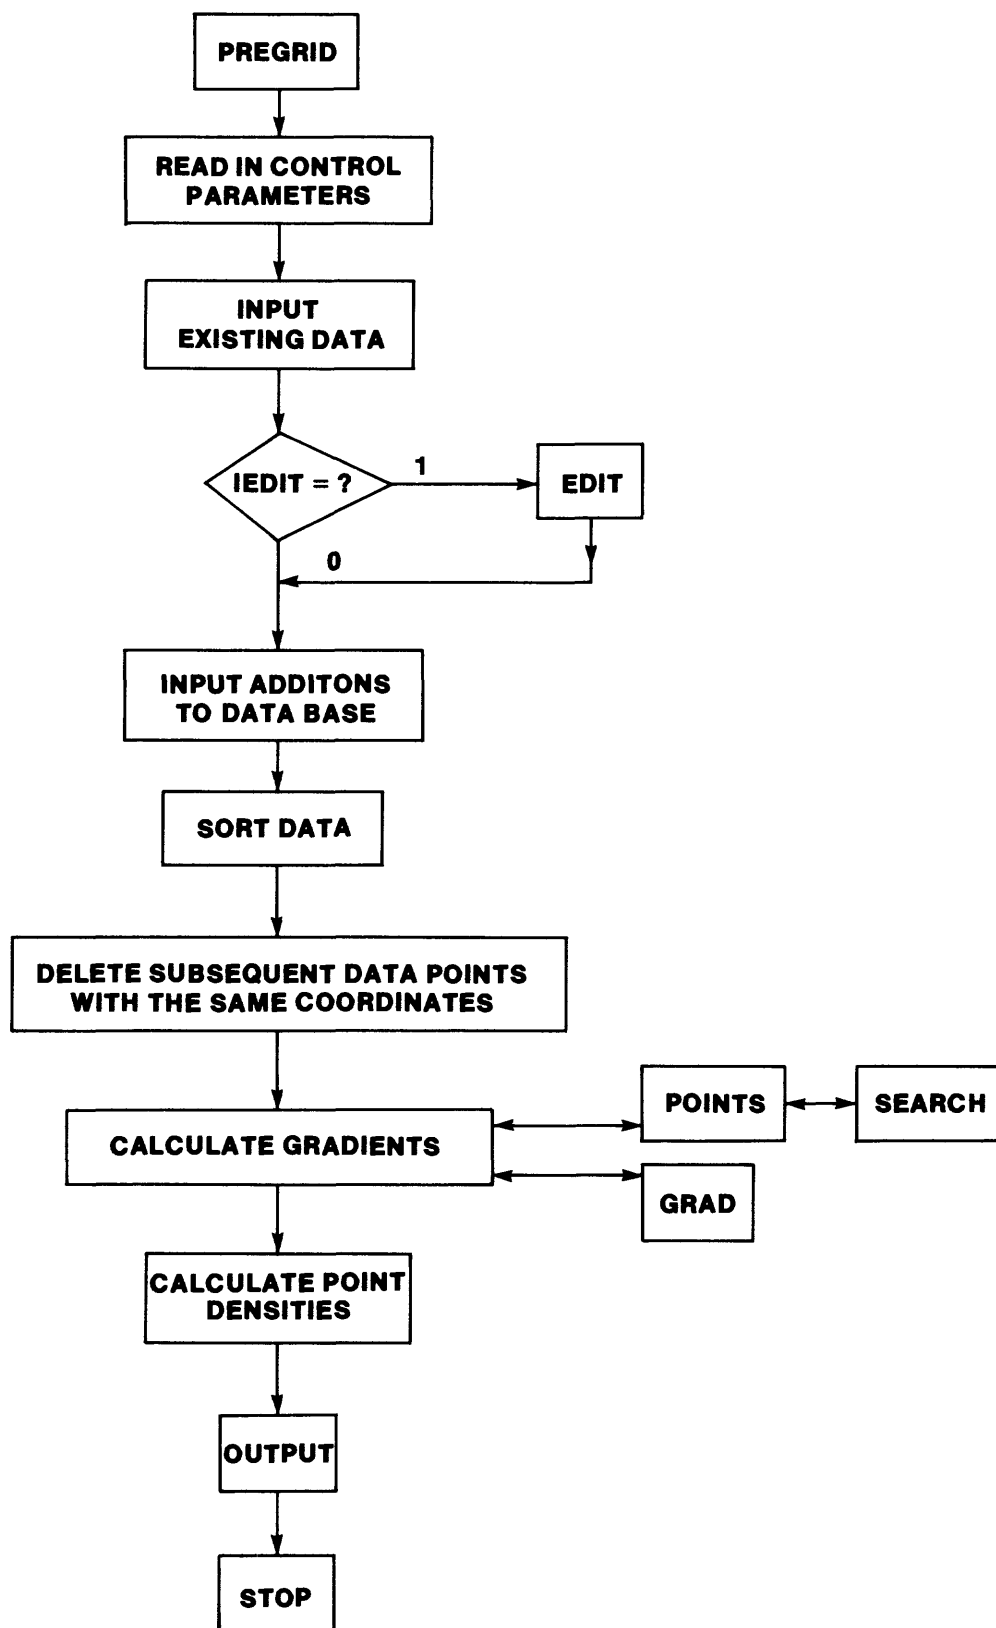 PREGRID
READ IN CONTROL
PARAMETERS
INPUT
EXISTING DATA
IEDIT = ?
1
EDIT
0
INPUT ADDITONS
TO DATA BASE
SORT DATA
DELETE SUBSEQUENT DATA POINTS
WITH THE SAME COORDINATES
CALCULATE GRADIENTS
POINTS
SEARCH
GRAD
CALCULATE POINT
DENSITIES
OUTPUT
STOP